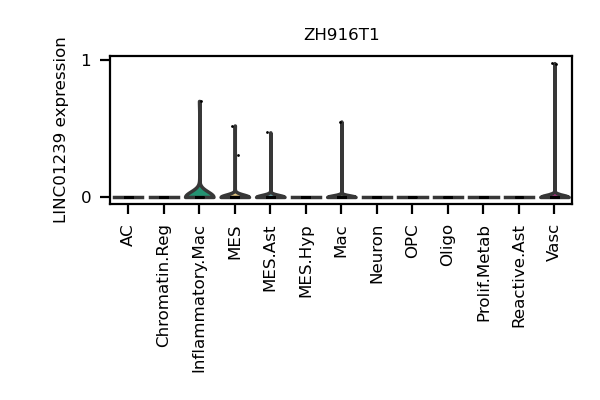 ZH916T1
LINC01239 expression
1
0
AC
Chromatin.Reg
Inflammatory.Mac
MES
MES.Ast
MES.Hyp
Mac
Neuron
OPC
Oligo
Prolif.Metab
Reactive.Ast
Vasc